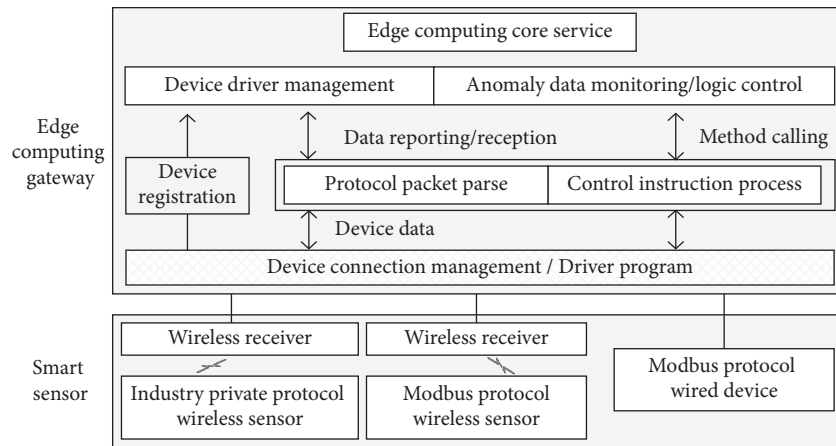 Edge computing core service
Device driver management
Anomaly data monitoring/logic control
Edge
computing
gateway
Data reporting/reception
Method calling
Device
registration
Protocol packet parse
Control instruction process
Device data
Device connection management / Driver program
Smart
sensor
Wireless receiver
Wireless receiver
Industry private protocol
wireless sensor
Modbus protocol
wireless sensor
Modbus protocol
wired device